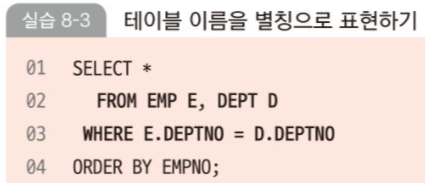 실습 8-3 테이블 이름을 별칭으로 표현하기
01 SELECT *
02 FROM EMP E, DEPT D
03 WHERE E.DEPTNO = D.DEPTNO
04 ORDER BY EMPNO;